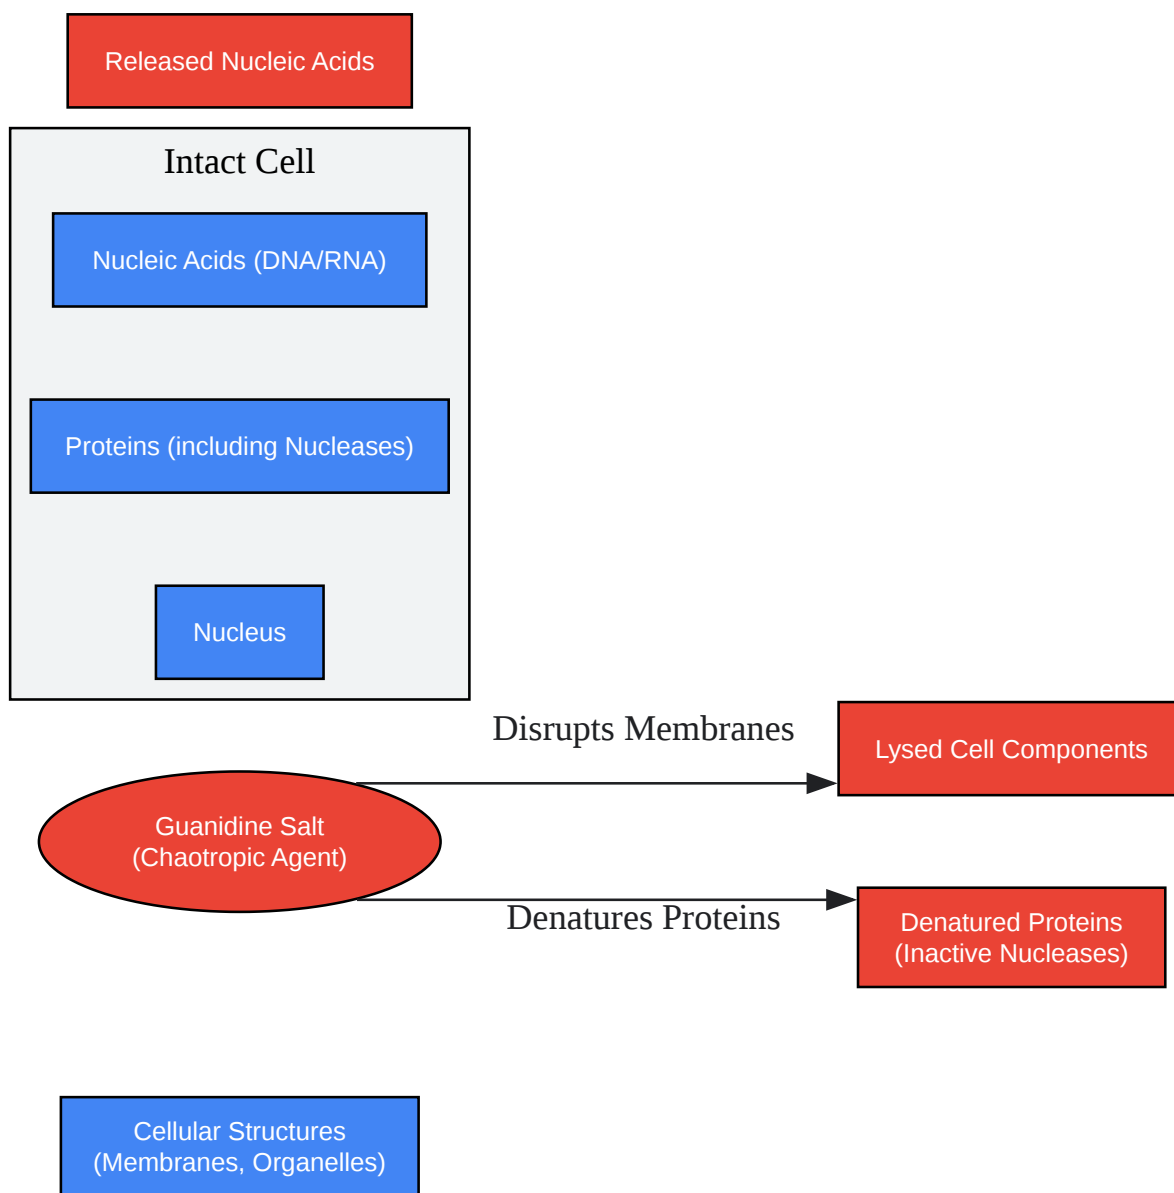 Released Nucleic Acids
Intact Cell
Nucleic Acids (DNA/RNA)
Proteins (including Nucleases)
Nucleus
Disrupts Membranes
Lysed Cell Components
Guanidine Salt
(Chaotropic Agent)
Denatures Proteins
Denatured Proteins
(Inactive Nucleases)
Cellular Structures
(Membranes, Organelles)